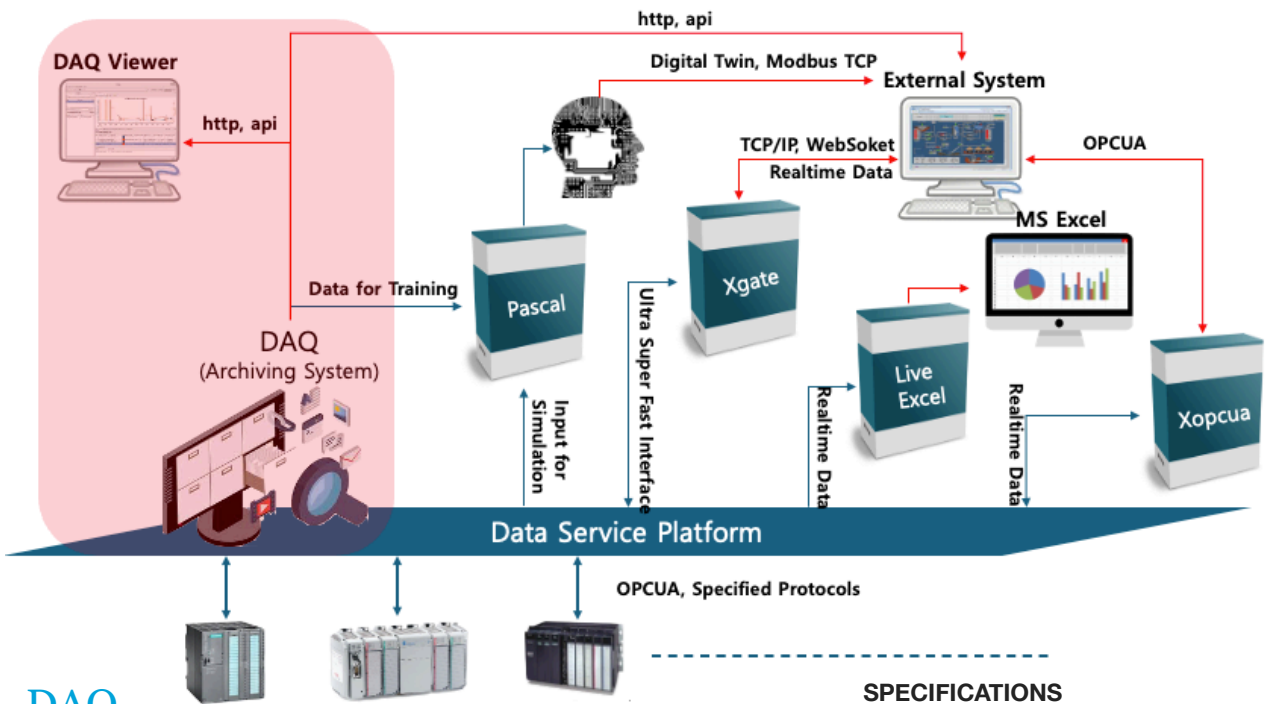 http, api
DAQ Viewer
Digital Twin, Modbus TCP
External System
http, api
TCP/IP, WebSoket
Realtime Data
OPCUA
MS Excel
Data for Training
Pascal
Xgate
DAQ
(Archiving System)
Live
Excel
Xopcua
Input for
Simulation
Ultra Super Fast Interface
Realtime Data
Realtime Data
Data Service Platform
OPCUA, Specified Protocols
DAQ
SPECIFICATIONS